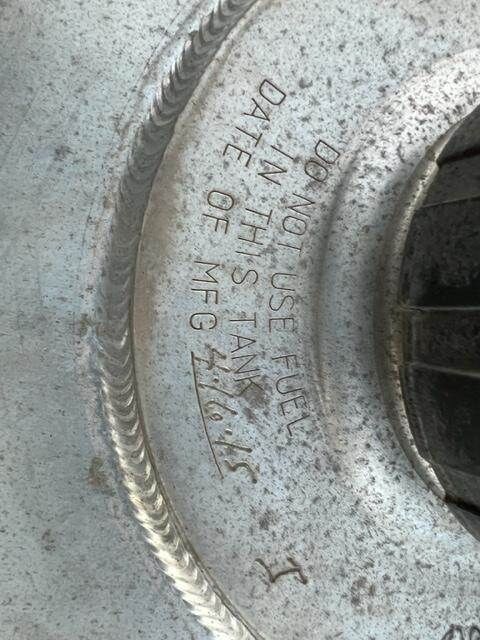 DO NOT USE FUEL
IN THIS TANK
DATE OF MFG